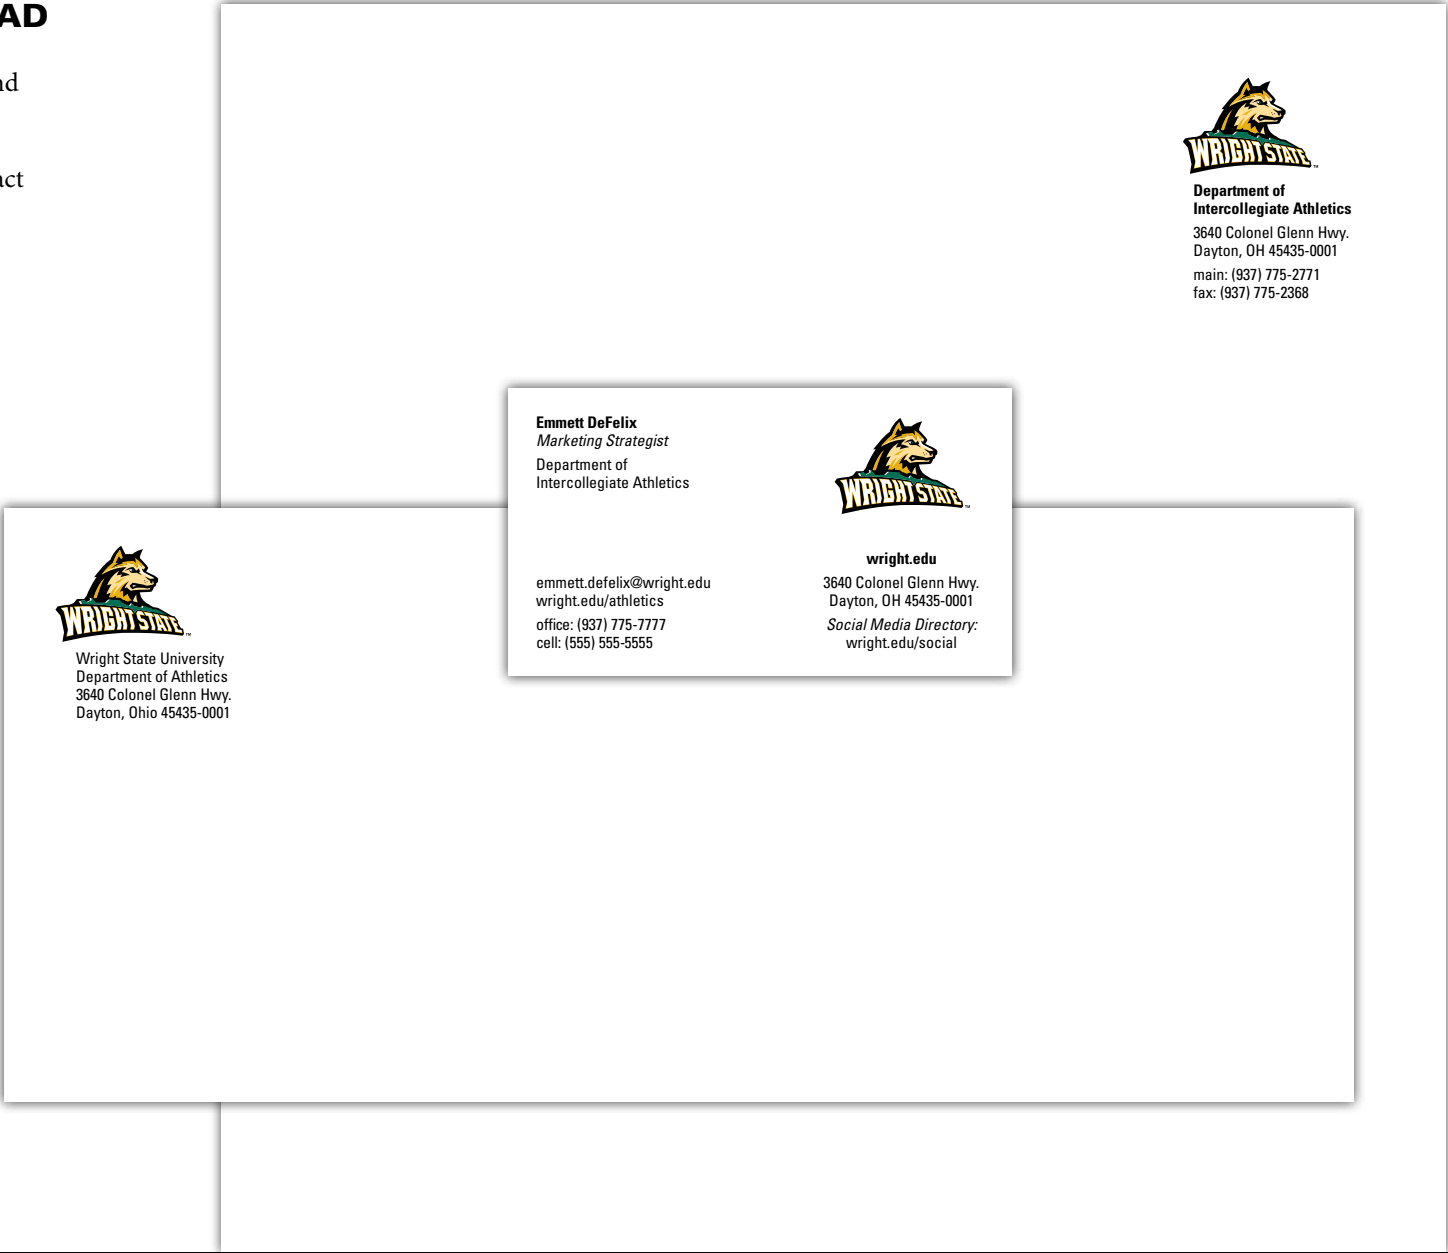 AD
nd
act
WRIGHT STATE
TM
Department of
Intercollegiate Athletics
3640 Colonel Glenn Hwy.
Dayton, OH 45435-0001
main: (937) 775-2771
fax: (937) 775-2368
Emmett DeFelix
Marketing Strategist
Department of
Intercollegiate Athletics
emmett.defelix@wright.edu
wright.edu/athletics
office: (937) 775-7777
cell: (555) 555-5555
WRIGHT STATE
TM
wright.edu
3640 Colonel Glenn Hwy.
Dayton, OH 45435-0001
Social Media Directory:
wright.edu/social
WRIGHT STATE
TM
Wright State University
Department of Athletics
3640 Colonel Glenn Hwy.
Dayton, Ohio 45435-0001